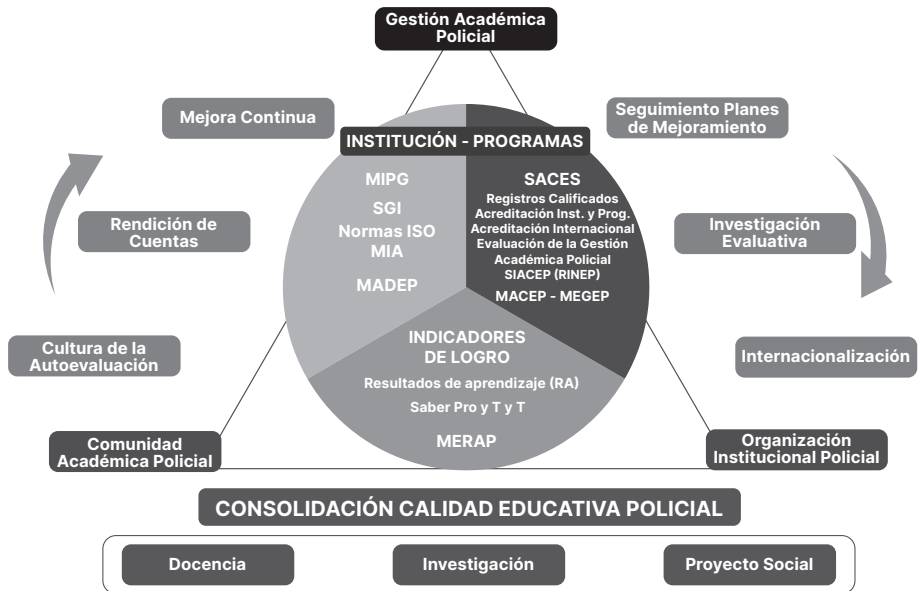 Gestión Académica
Policial
Mejora Continua
Seguimiento Planes
de Mejoramiento
INSTITUCIÓN - PROGRAMAS
MIPG
SGI
Normas ISO
MIA
MADEP
SACES
Registros Calificados
Acreditación Inst. y Prog.
Acreditación Internacional
Evaluación de la Gestión
Académica Policial
SIACEP (RINEP)
MACEP - MEGEP
Rendición de
Cuentas
Investigación
Evaluativa
Cultura de la
Autoevaluación
Internacionalización
INDICADORES
DE LOGRO
Resultados de aprendizaje (RA)
Saber Pro y T y T
MERAP
Comunidad
Académica Policial
Organización
Institucional Policial
CONSOLIDACIÓN CALIDAD EDUCATIVA POLICIAL
Docencia
Investigación
Proyecto Social